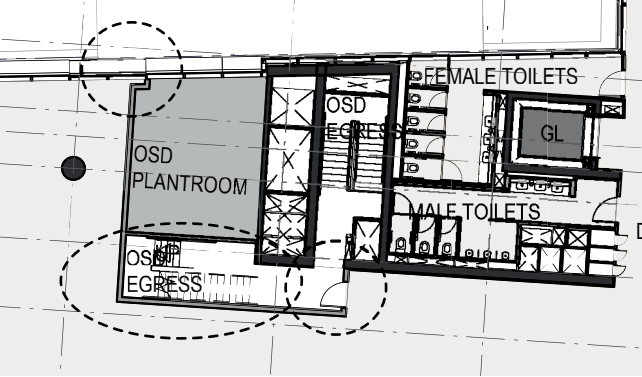 FEMALE TOILETS
OSD
EGRESS
GL
OSD
PLANTROOM
MALE TOILETS
D
OSD
EGRESS